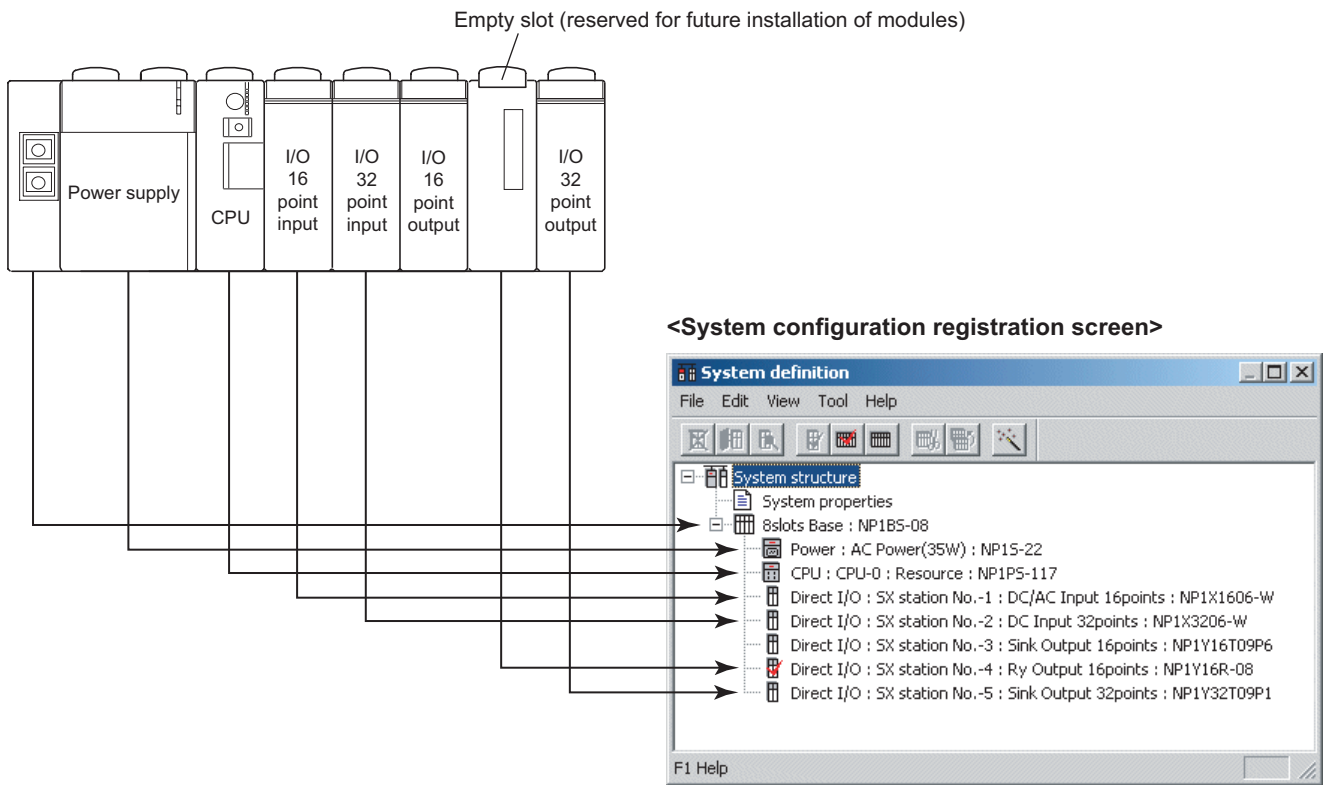 Empty slot (reserved for future installation of modules)
Power supply
CPU
I/O
16
point
input
I/O
32
point
input
I/O
16
point
output
I/O
32
point
output
<System configuration registration screen>
System definition
File Edit View Tool Help
System structure
System properties
8slots Base : NP1BS-08
Power : AC Power(35W) : NP1S-22
CPU : CPU-0 : Resource : NP1PS-117
Direct I/O : SX station No.-1 : DC/AC Input 16points : NP1X1606-W
Direct I/O : SX station No.-2 : DC Input 32points : NP1X3206-W
Direct I/O : SX station No.-3 : Sink Output 16points : NP1Y16T09P6
Direct I/O : SX station No.-4 : Ry Output 16points : NP1Y16R-08
Direct I/O : SX station No.-5 : Sink Output 32points : NP1Y32T09P1
F1 Help